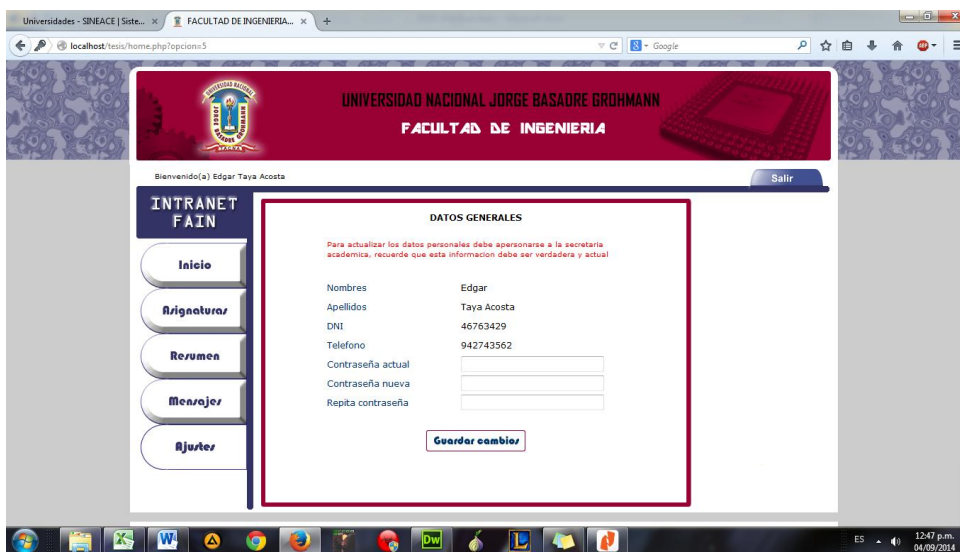 Universidades - SINEACE | Siste...
FACULTAD DE INGENIERIA...
localhost/tesis/home.php?opcion=5
Google
ABP
UNIVERSIDAD NACIONAL JORGE BASADRE GROHMANN
FACULTAD DE INGENIERIA
TACNA
Bienvenido(a) Edgar Taya Acosta
Salir
INTRANET
FAIN
Inicio
Asignaturas
Resumen
Mensajes
Ajustes
DATOS GENERALES
Para actualizar los datos personales debe apersonarse a la secretaria
academica, recuerde que esta informacion debe ser verdadera y actual
Nombres Edgar
Apellidos Taya Acosta
DNI 46763429
Telefono 942743562
Contraseña actual
Contraseña nueva
Repita contraseña
Guardar cambios
Dw
ES
12:47 p.m.
04/09/2014